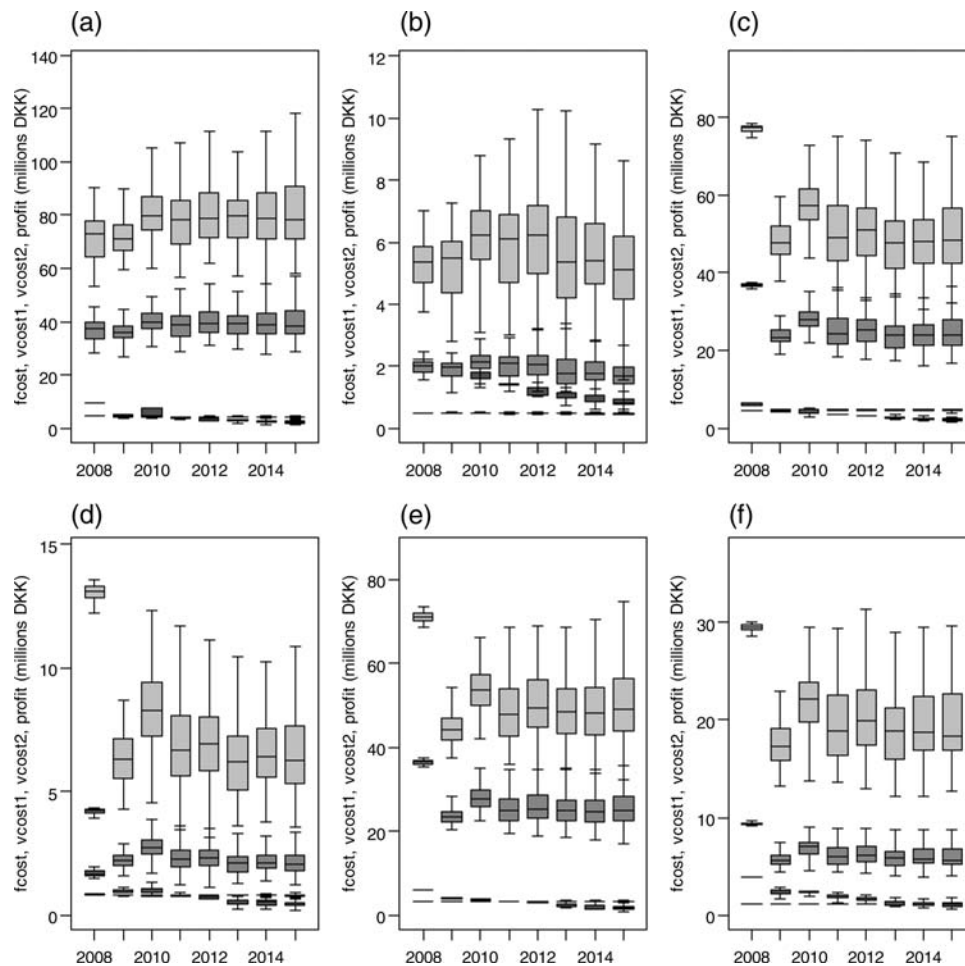 (a)
fcost, vcost1, vcost2, profit (millions DKK)
140
120
100
80
60
40
20
0
2008 2010 2012 2014
(b)
fcost, vcost1, vcost2, profit (millions DKK)
12
10
8
6
4
2
0
2008 2010 2012 2014
(c)
fcost, vcost1, vcost2, profit (millions DKK)
80
60
40
20
0
2008 2010 2012 2014
(d)
fcost, vcost1, vcost2, profit (millions DKK)
15
10
5
0
2008 2010 2012 2014
(e)
fcost, vcost1, vcost2, profit (millions DKK)
80
60
40
20
0
2008 2010 2012 2014
(f)
fcost, vcost1, vcost2, profit (millions DKK)
30
20
10
0
2008 2010 2012 2014